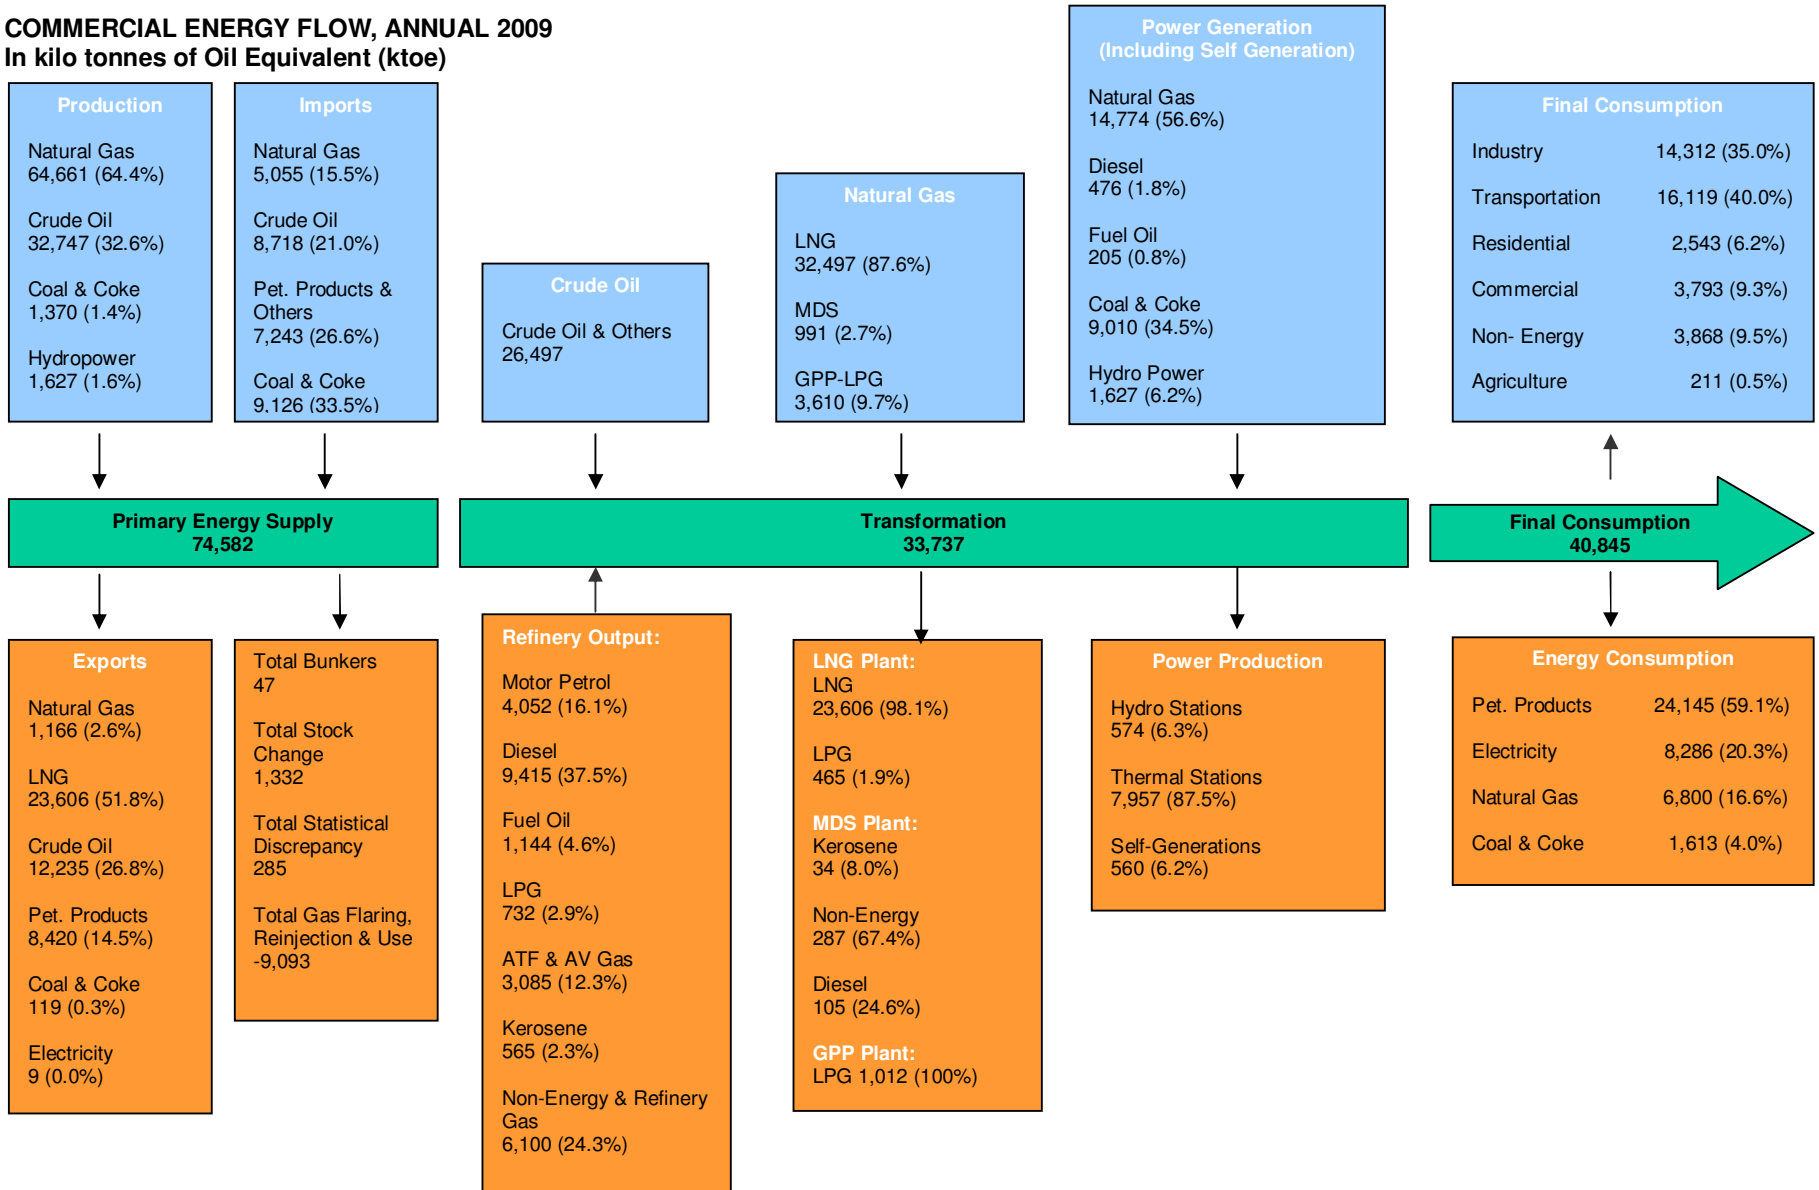 COMMERCIAL ENERGY FLOW, ANNUAL 2009
In kilo tonnes of Oil Equivalent (ktoe)
Production
Natural Gas
64,661 (64.4%)
Crude Oil
32,747 (32.6%)
Coal & Coke
1,370 (1.4%)
Hydropower
1,627 (1.6%)
Imports
Natural Gas
5,055 (15.5%)
Crude Oil
8,718 (21.0%)
Pet. Products &
Others
7,243 (26.6%)
Coal & Coke
9,126 (33.5%)
Crude Oil
Crude Oil & Others
26,497
Natural Gas
LNG
32,497 (87.6%)
MDS
991 (2.7%)
GPP-LPG
3,610 (9.7%)
Power Generation
(Including Self Generation)
Natural Gas
14,774 (56.6%)
Diesel
476 (1.8%)
Fuel Oil
205 (0.8%)
Coal & Coke
9,010 (34.5%)
Hydro Power
1,627 (6.2%)
Final Consumption
Industry 14,312 (35.0%)
Transportation 16,119 (40.0%)
Residential 2,543 (6.2%)
Commercial 3,793 (9.3%)
Non- Energy 3,868 (9.5%)
Agriculture 211 (0.5%)
Primary Energy Supply
74,582
Transformation
33,737
Final Consumption
40,845
Exports
Natural Gas
1,166 (2.6%)
LNG
23,606 (51.8%)
Crude Oil
12,235 (26.8%)
Pet. Products
8,420 (14.5%)
Coal & Coke
119 (0.3%)
Electricity
9 (0.0%)
Total Bunkers
47
Total Stock
Change
1,332
Total Statistical
Discrepancy
285
Total Gas Flaring,
Reinjection & Use
-9,093
Refinery Output:
Motor Petrol
4,052 (16.1%)
Diesel
9,415 (37.5%)
Fuel Oil
1,144 (4.6%)
LPG
732 (2.9%)
ATF & AV Gas
3,085 (12.3%)
Kerosene
565 (2.3%)
Non-Energy & Refinery
Gas
6,100 (24.3%)
LNG Plant:
LNG
23,606 (98.1%)
LPG
465 (1.9%)
MDS Plant:
Kerosene
34 (8.0%)
Non-Energy
287 (67.4%)
Diesel
105 (24.6%)
GPP Plant:
LPG 1,012 (100%)
Power Production
Hydro Stations
574 (6.3%)
Thermal Stations
7,957 (87.5%)
Self-Generations
560 (6.2%)
Energy Consumption
Pet. Products 24,145 (59.1%)
Electricity 8,286 (20.3%)
Natural Gas 6,800 (16.6%)
Coal & Coke 1,613 (4.0%)